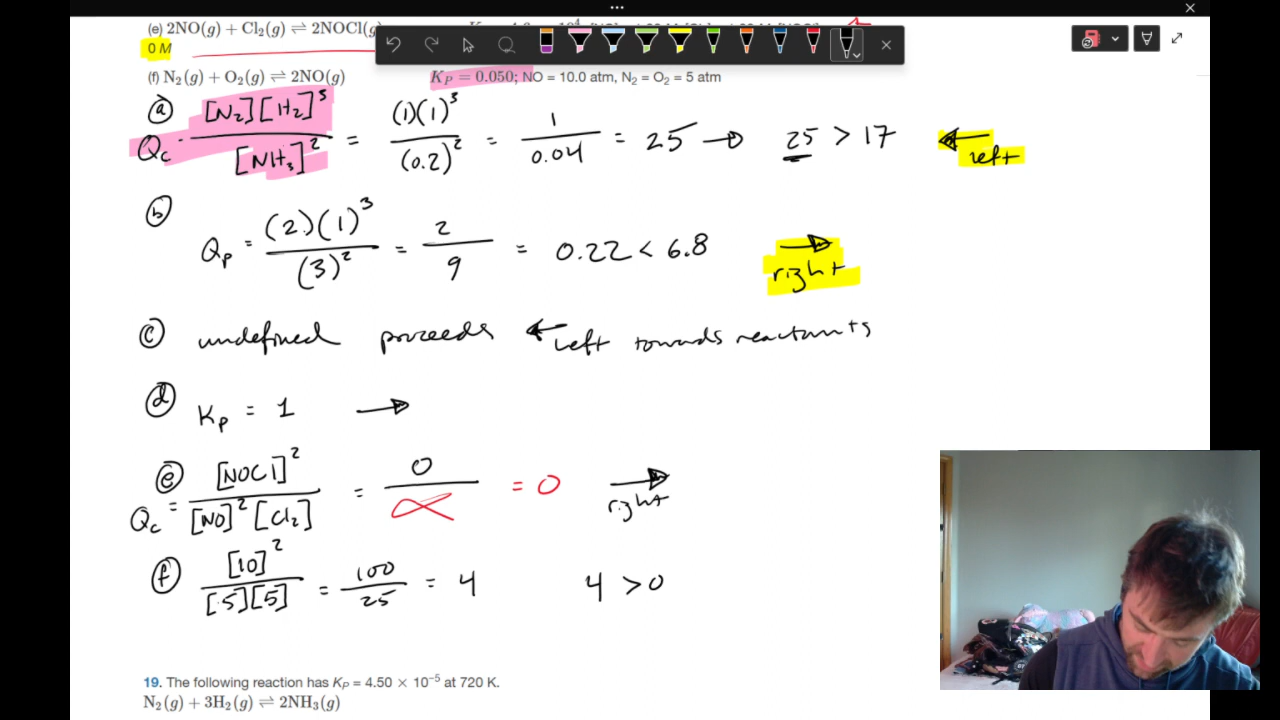 (e) 2NO(g) + Cl₂(g) ⇌ 2NOCl(g)
0 M
(f) N₂(g) + O₂(g) ⇌ 2NO(g) K_P = 0.050; NO = 10.0 atm, N₂ = O₂ = 5 atm
(a) Qc = [N₂][H₂]³ / [NH₃]² = (1)(1)³ / (0.2)² = 1 / 0.04 = 25 → 25 > 17 ← left
(b) Qp = (2)(1)³ / (3)² = 2 / 9 = 0.22 < 6.8 → right
(c) undefined proceeds ← left towards reactants
(d) Kp = 1 →
(e) Qc = [NOCl]² / [NO]² [Cl₂] = 0 / ∝ = 0 → right
(f) [10]² / [5][5] = 100 / 25 = 4 4 > 0
19. The following reaction has K_P = 4.50 × 10⁻⁵ at 720 K.
N₂(g) + 3H₂(g) ⇌ 2NH₃(g)